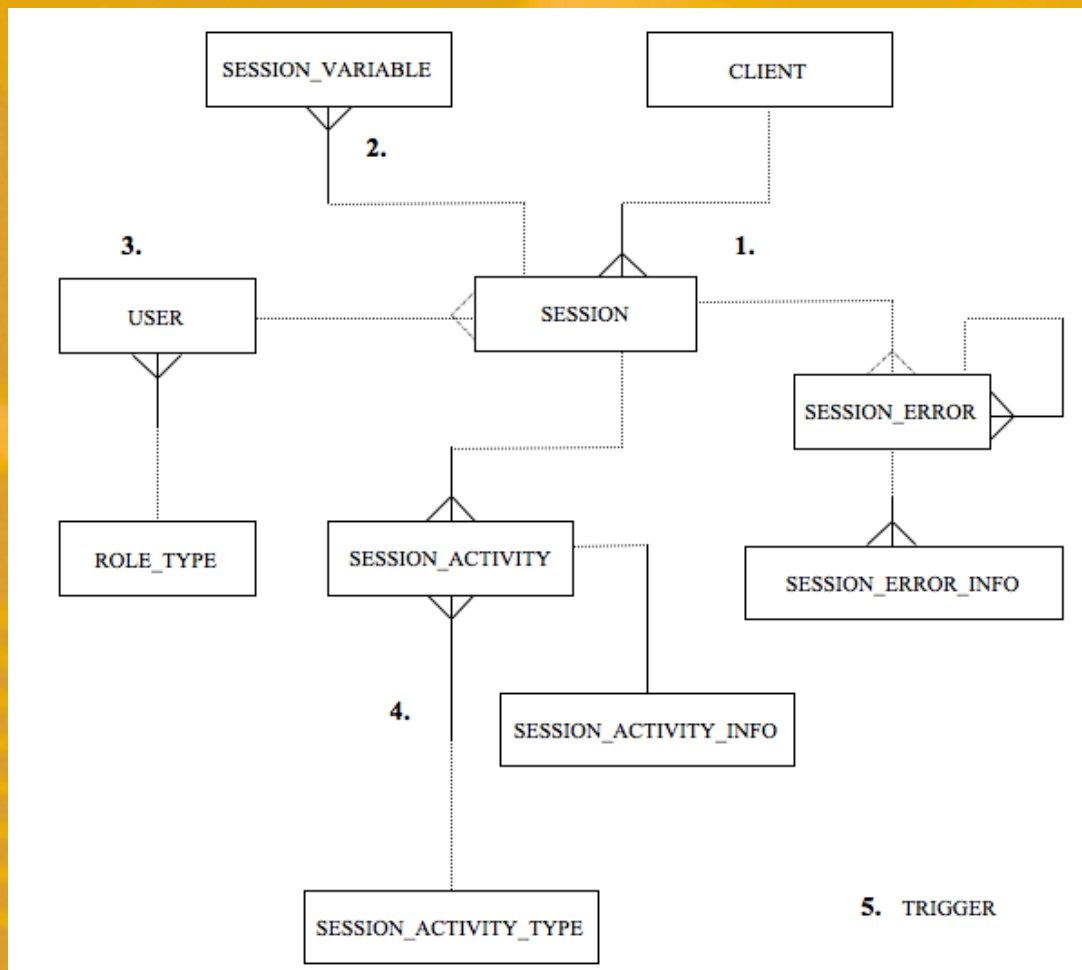 SESSION_VARIABLE
CLIENT
2.
3.
1.
USER
SESSION
SESSION_ERROR
ROLE_TYPE
SESSION_ACTIVITY
SESSION_ERROR_INFO
4.
SESSION_ACTIVITY_INFO
SESSION_ACTIVITY_TYPE
5. TRIGGER